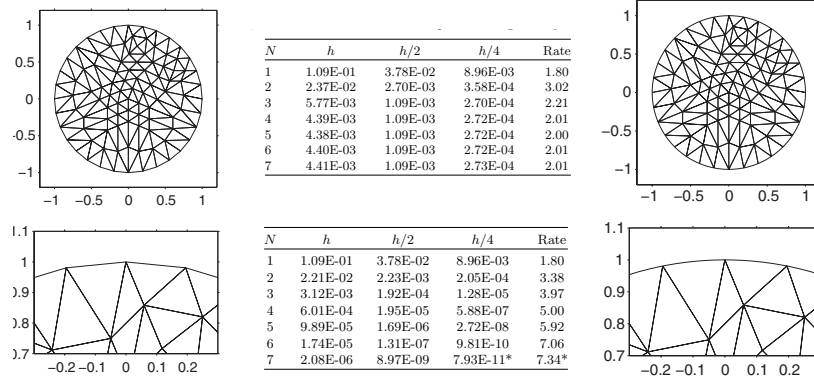 1
0.5
0
−0.5
−1
−1 −0.5 0 0.5 1
N h h/2 h/4 Rate
1 1.09E-01 3.78E-02 8.96E-03 1.80
2 2.37E-02 2.70E-03 3.58E-04 3.02
3 5.77E-03 1.09E-03 2.70E-04 2.21
4 4.39E-03 1.09E-03 2.72E-04 2.01
5 4.38E-03 1.09E-03 2.72E-04 2.00
6 4.40E-03 1.09E-03 2.72E-04 2.01
7 4.41E-03 1.09E-03 2.73E-04 2.01
1
0.5
0
−0.5
−1
−1 −0.5 0 0.5 1
1.1
1
0.9
0.8
0.7
−0.2 −0.1 0 0.1 0.2
N h h/2 h/4 Rate
1 1.09E-01 3.78E-02 8.96E-03 1.80
2 2.21E-02 2.23E-03 2.05E-04 3.38
3 3.12E-03 1.92E-04 1.28E-05 3.97
4 6.01E-04 1.95E-05 5.88E-07 5.00
5 9.89E-05 1.69E-06 2.72E-08 5.92
6 1.74E-05 1.31E-07 9.81E-10 7.06
7 2.08E-06 8.97E-09 7.93E-11* 7.34*
1.1
1
0.9
0.8
0.7
−0.2 −0.1 0 0.1 0.2